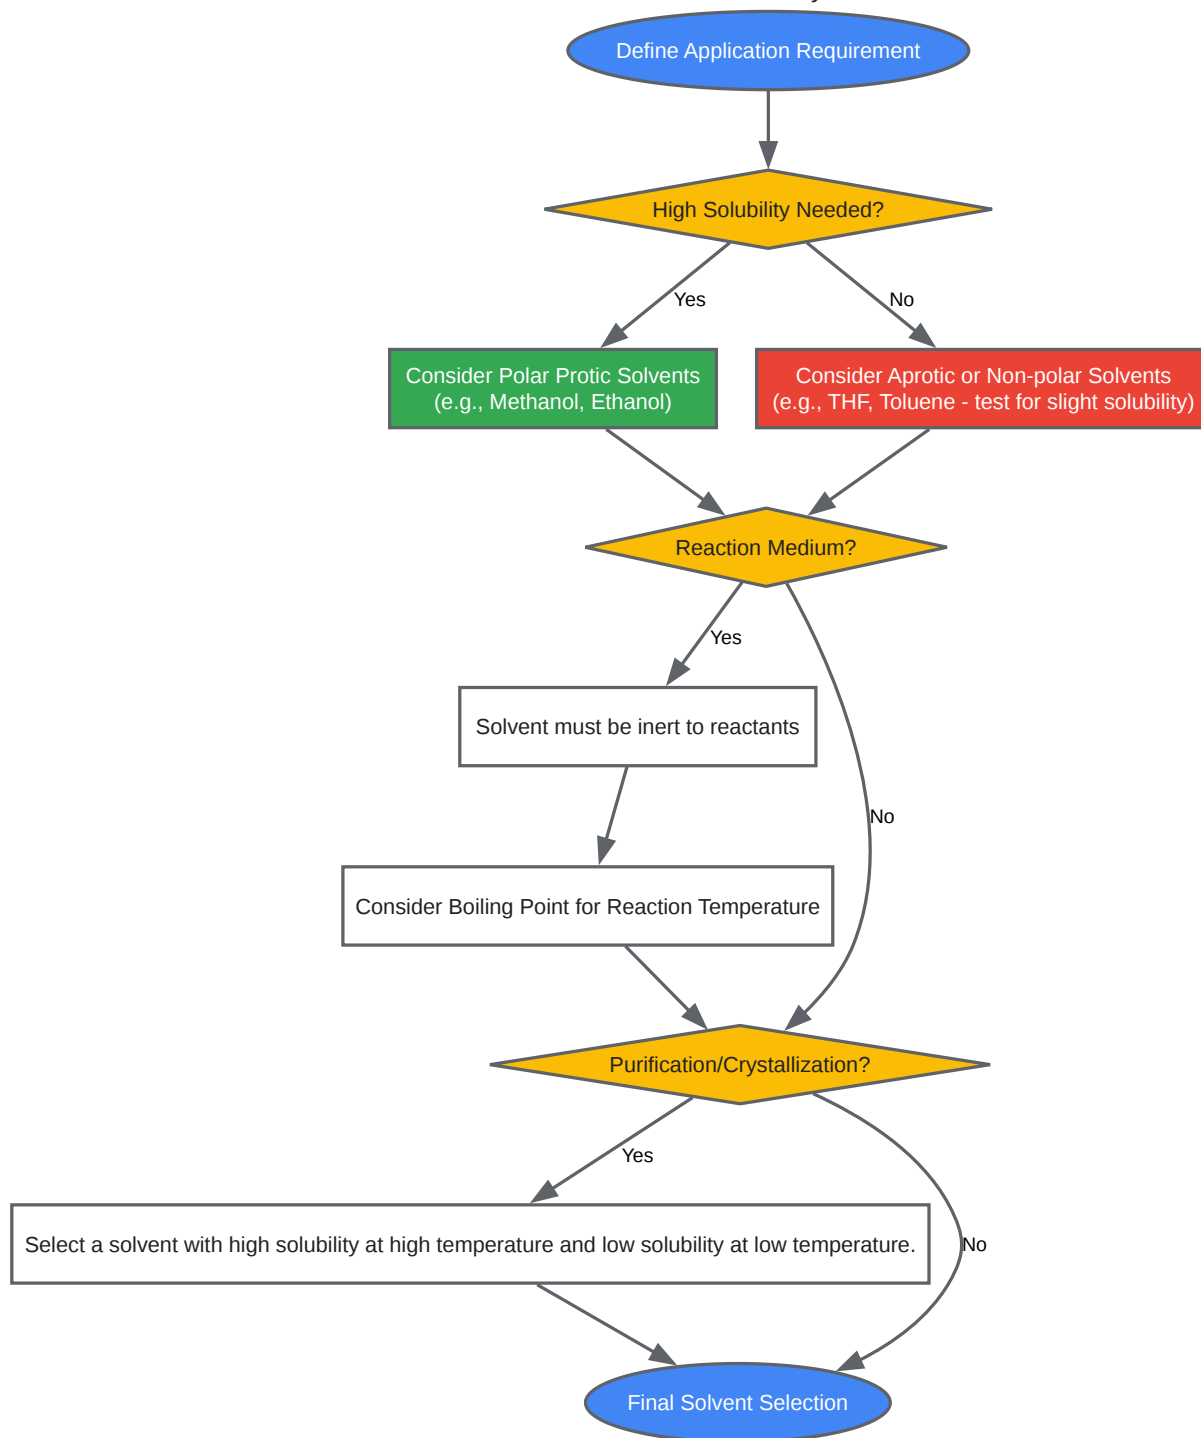 Define Application Requirement
High Solubility Needed?
Yes
No
Consider Polar Protic Solvents
(e.g., Methanol, Ethanol)
Consider Aprotic or Non-polar Solvents
(e.g., THF, Toluene - test for slight solubility)
Reaction Medium?
Yes
Solvent must be inert to reactants
No
Consider Boiling Point for Reaction Temperature
Purification/Crystallization?
Yes
Select a solvent with high solubility at high temperature and low solubility at low temperature.
No
Final Solvent Selection